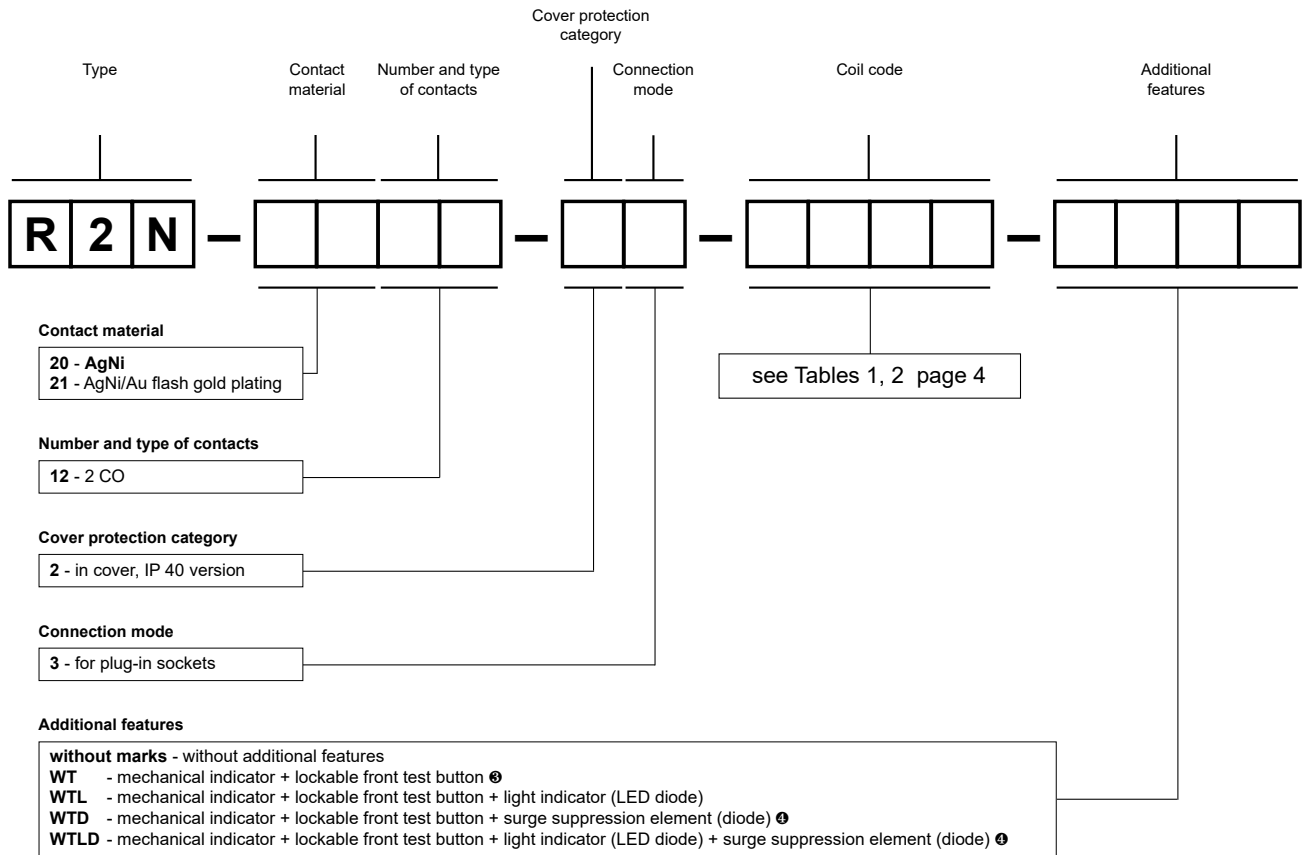 Cover protection
category
Type
Contact
material
Number and type
of contacts
Connection
mode
Coil code
Additional
features
R 2 N – – – –
Contact material
20 - AgNi
21 - AgNi/Au flash gold plating
see Tables 1, 2 page 4
Number and type of contacts
12 - 2 CO
Cover protection category
2 - in cover, IP 40 version
Connection mode
3 - for plug-in sockets
Additional features
without marks - without additional features
WT - mechanical indicator + lockable front test button ❸
WTL - mechanical indicator + lockable front test button + light indicator (LED diode)
WTD - mechanical indicator + lockable front test button + surge suppression element (diode) ❹
WTLD - mechanical indicator + lockable front test button + light indicator (LED diode) + surge suppression element (diode) ❹